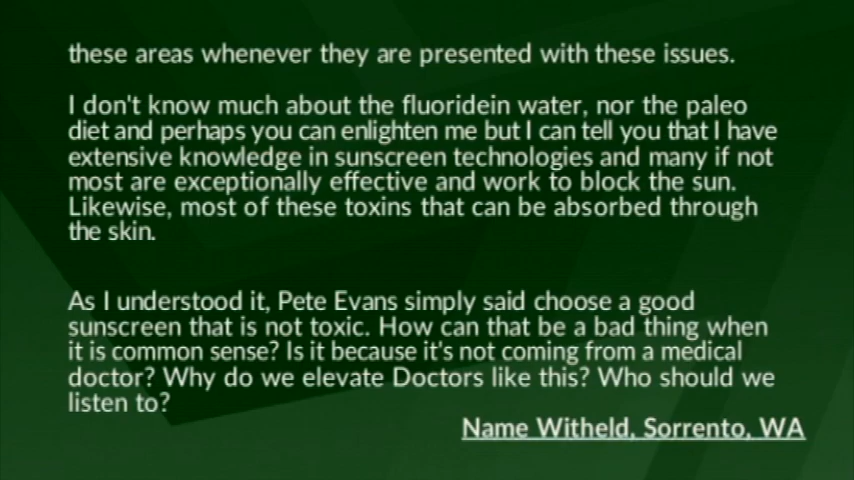 these areas whenever they are presented with these issues.
I don't know much about the fluoridein water, nor the paleo
diet and perhaps you can enlighten me but I can tell you that I have
extensive knowledge in sunscreen technologies and many if not
most are exceptionally effective and work to block the sun.
Likewise, most of these toxins that can be absorbed through
the skin.
As I understood it, Pete Evans simply said choose a good
sunscreen that is not toxic. How can that be a bad thing when
it is common sense? Is it because it's not coming from a medical
doctor? Why do we elevate Doctors like this? Who should we
listen to?
Name Witheld, Sorrento, WA